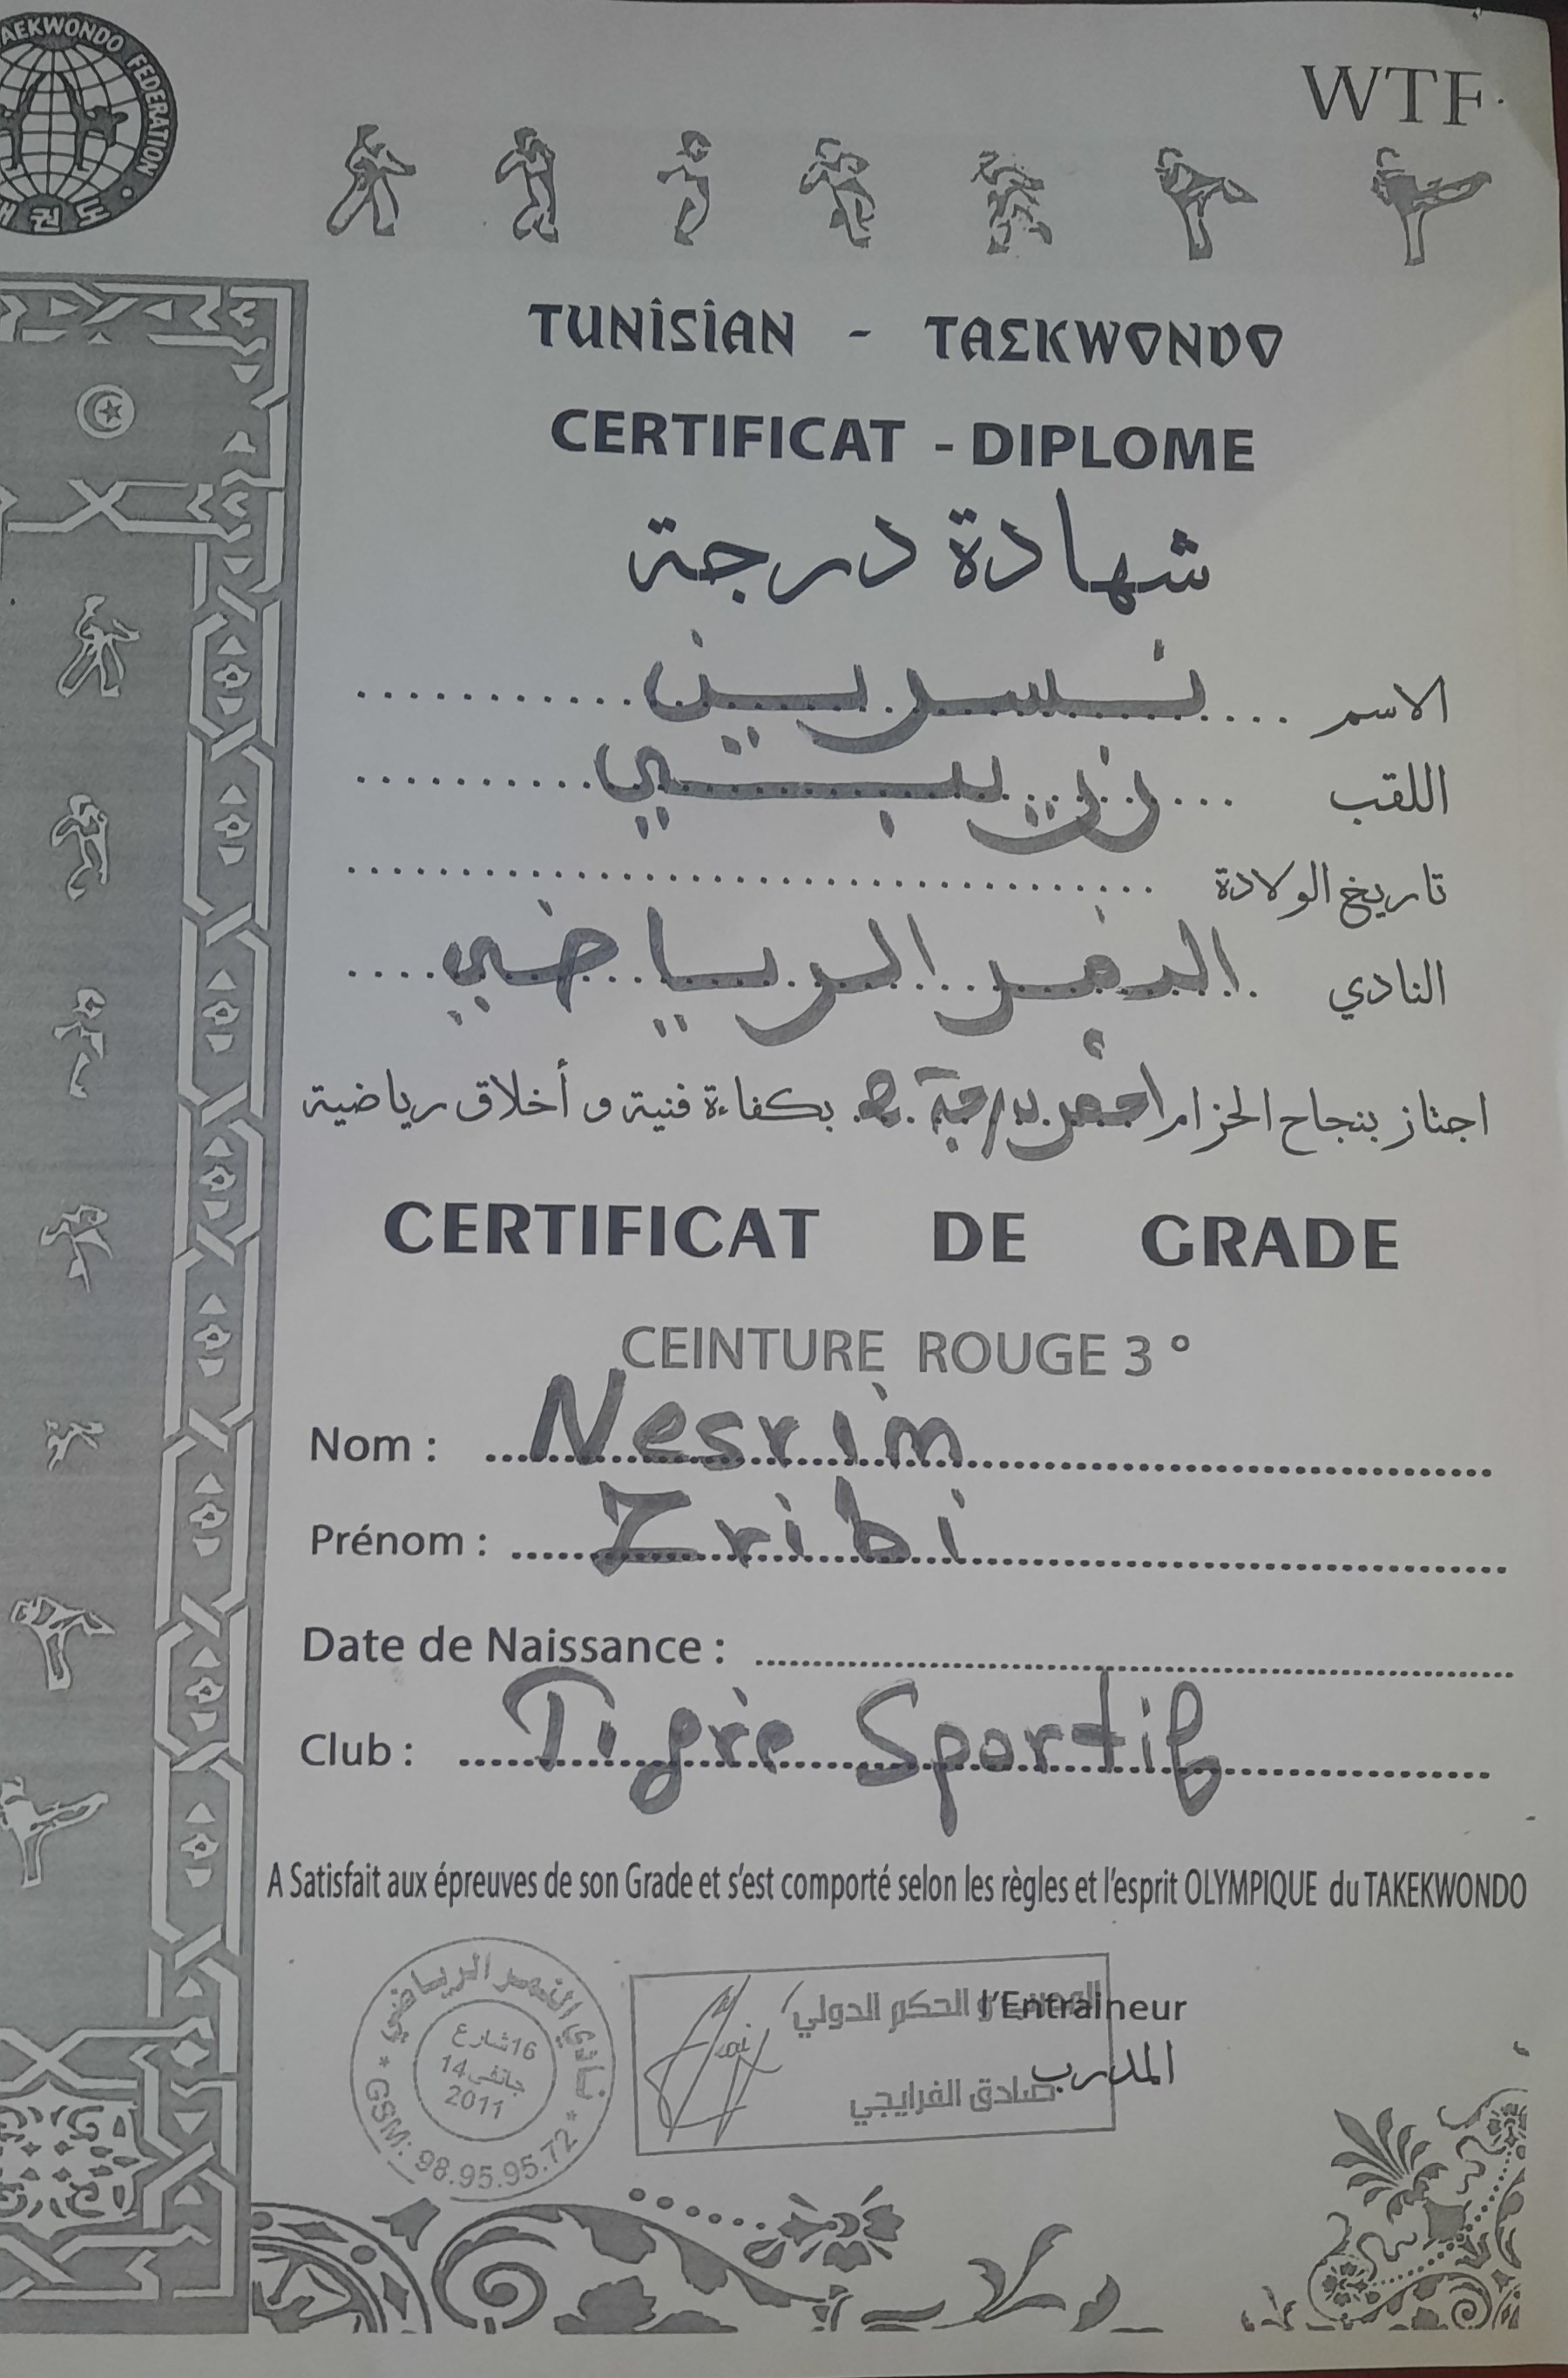 TAEKWONDO FEDERATION
권 도
WTF
TUNISIAN - TAEKWONDO
CERTIFICAT - DIPLOME
شهادة درجة
الاسم نسرين
اللقب زريبي
تاريخ الولادة
النادي النمر الرياضي
اجتاز بنجاح الحزام احمر درجة 3 بكفاءة فنية و أخلاق رياضية
CERTIFICAT DE GRADE
CEINTURE ROUGE 3°
Nom : Nesrin
Prénom : Zribi
Date de Naissance :
Club : Tigre Sportif
A Satisfait aux épreuves de son Grade et s'est comporté selon les règles et l'esprit OLYMPIQUE du TAKEKWONDO
نادي النمر الرياضي
16 شارع
14 جانفي
2011
GSM: 98.95.95.72
و الحكم الدولي
l'Entraineur
المدرب
صادق الفرايجي